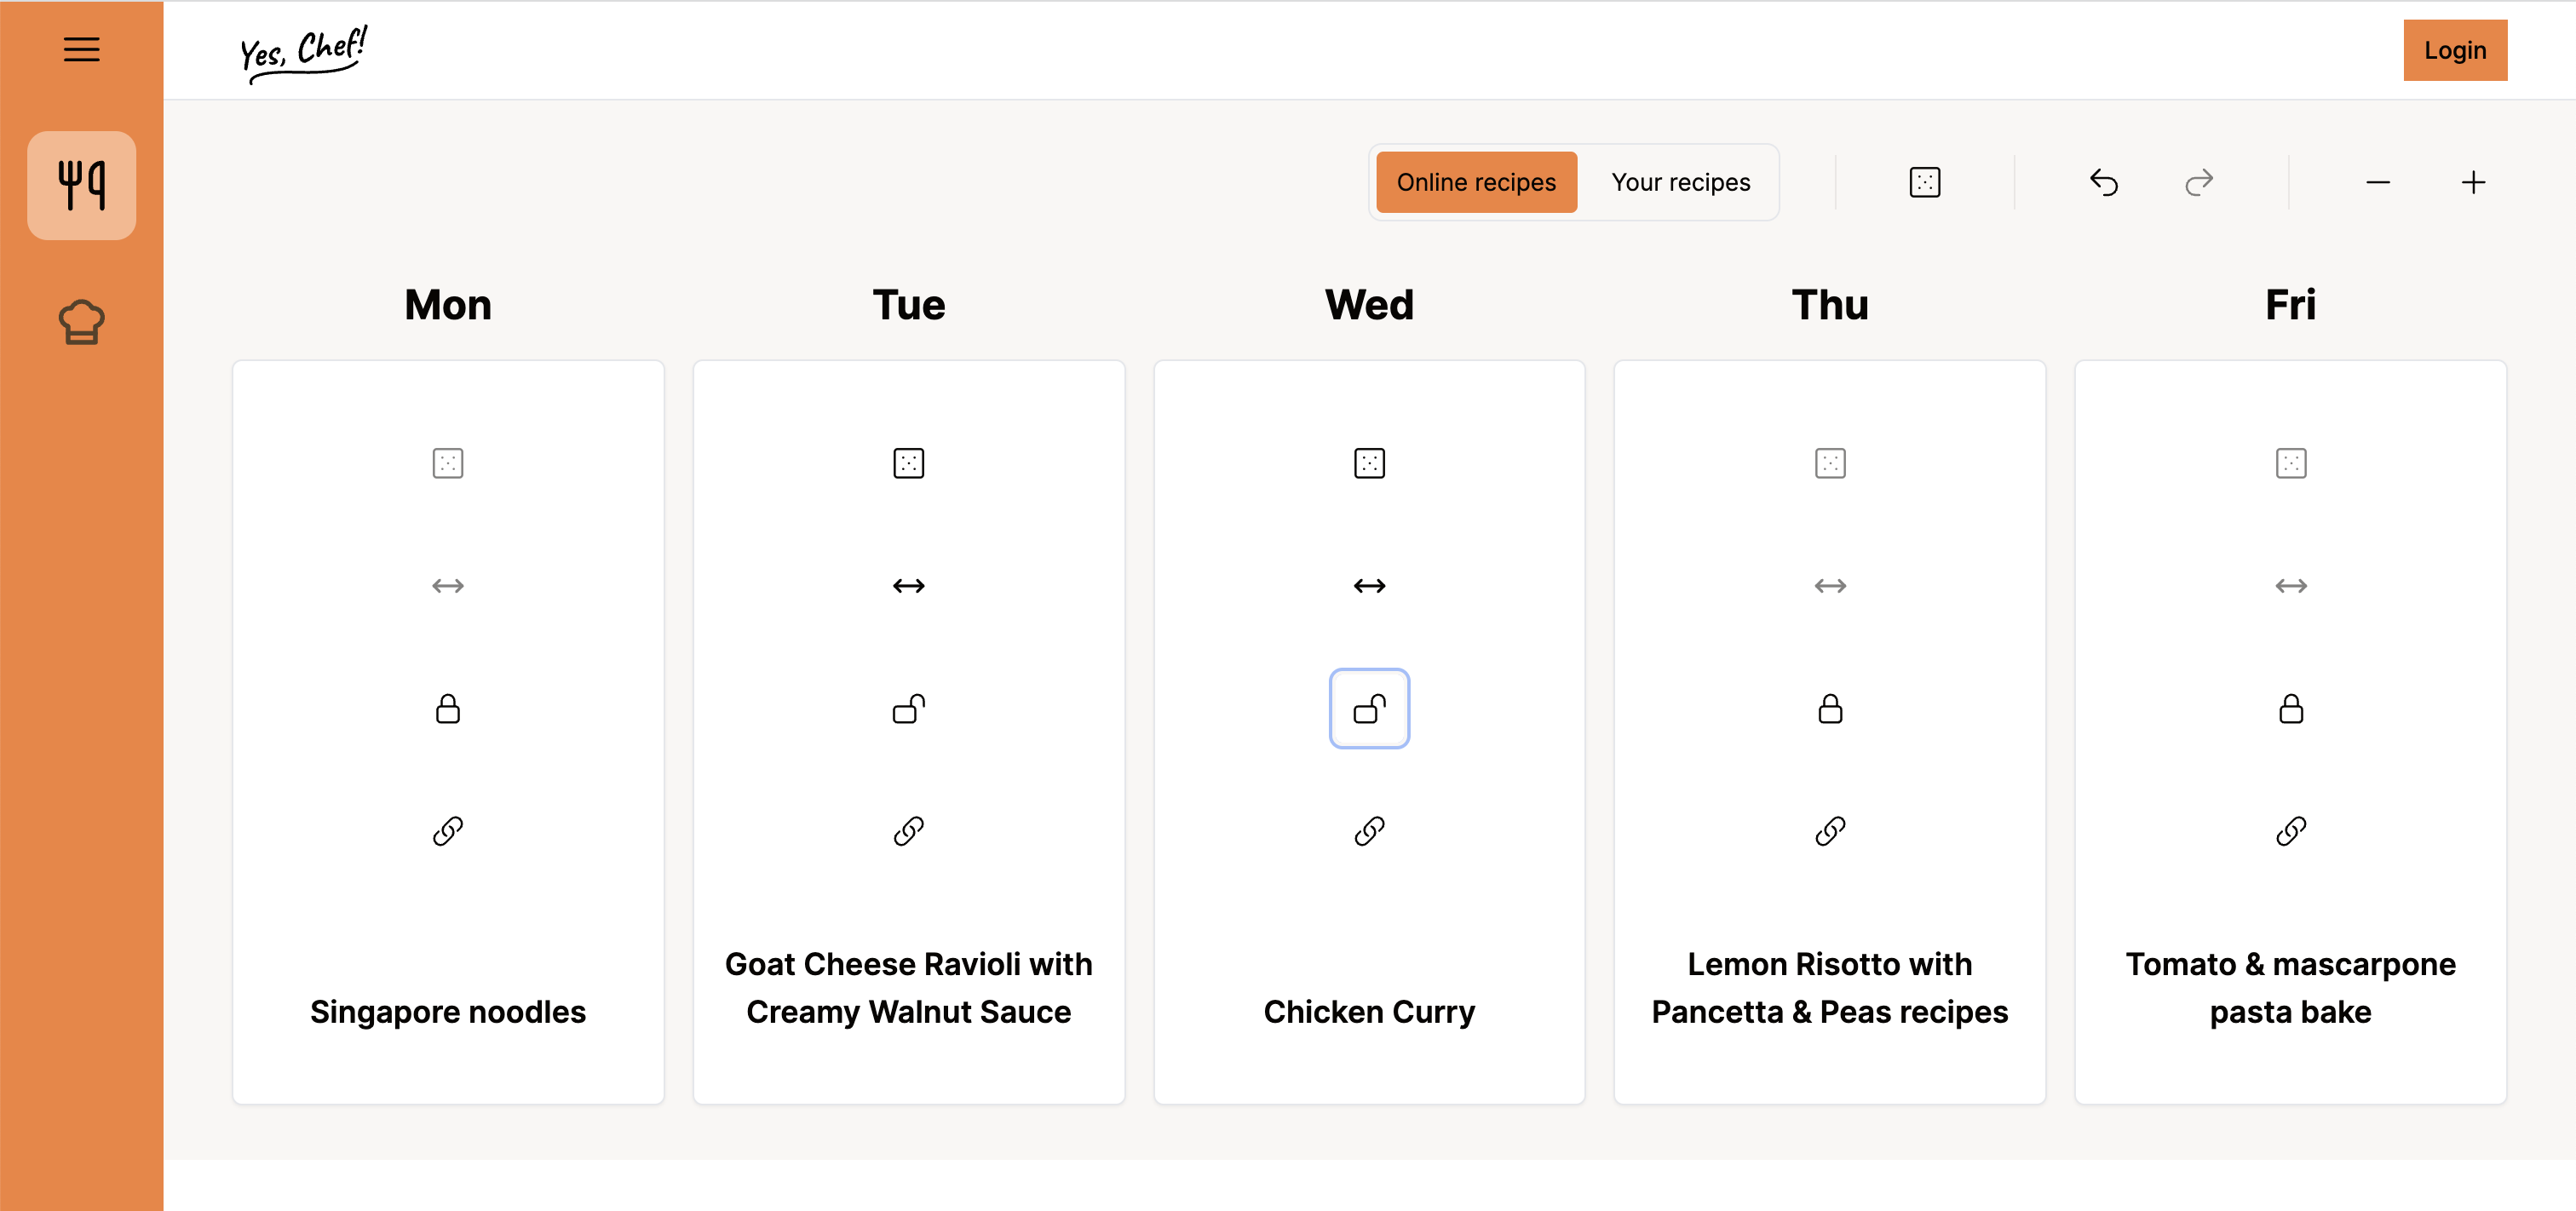 Yes, Chef!
Login
Online recipes
Your recipes
Mon
Tue
Wed
Thu
Fri
Singapore noodles
Goat Cheese Ravioli with
Creamy Walnut Sauce
Chicken Curry
Lemon Risotto with
Pancetta & Peas recipes
Tomato & mascarpone
pasta bake